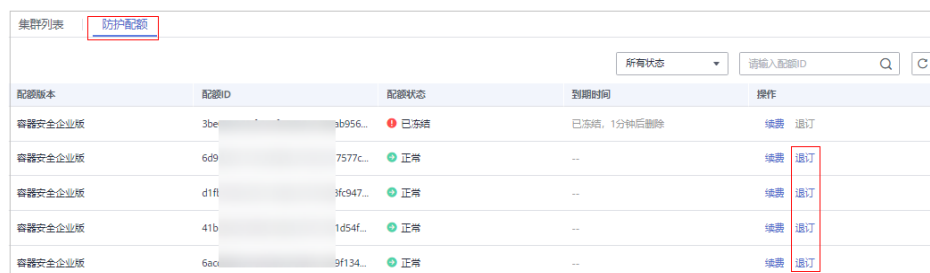 集群列表 防护配额
所有状态 请输入配额ID
配额版本 配额ID 配额状态 到期时间 操作
容器安全企业版 3be ab956... 已冻结 已冻结，1分钟后删除 续费 退订
容器安全企业版 6d9 7577c... 正常 -- 续费 退订
容器安全企业版 d1f 3fc947... 正常 -- 续费 退订
容器安全企业版 41b 1d54f... 正常 -- 续费 退订
容器安全企业版 6ac 9f134... 正常 -- 续费 退订